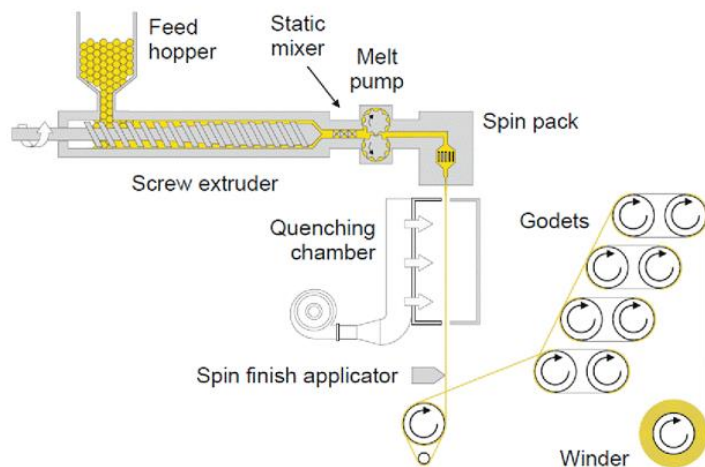 Feed
hopper
Static
mixer
Melt
pump
Spin pack
Screw extruder
Quenching
chamber
Godets
Spin finish applicator
Winder